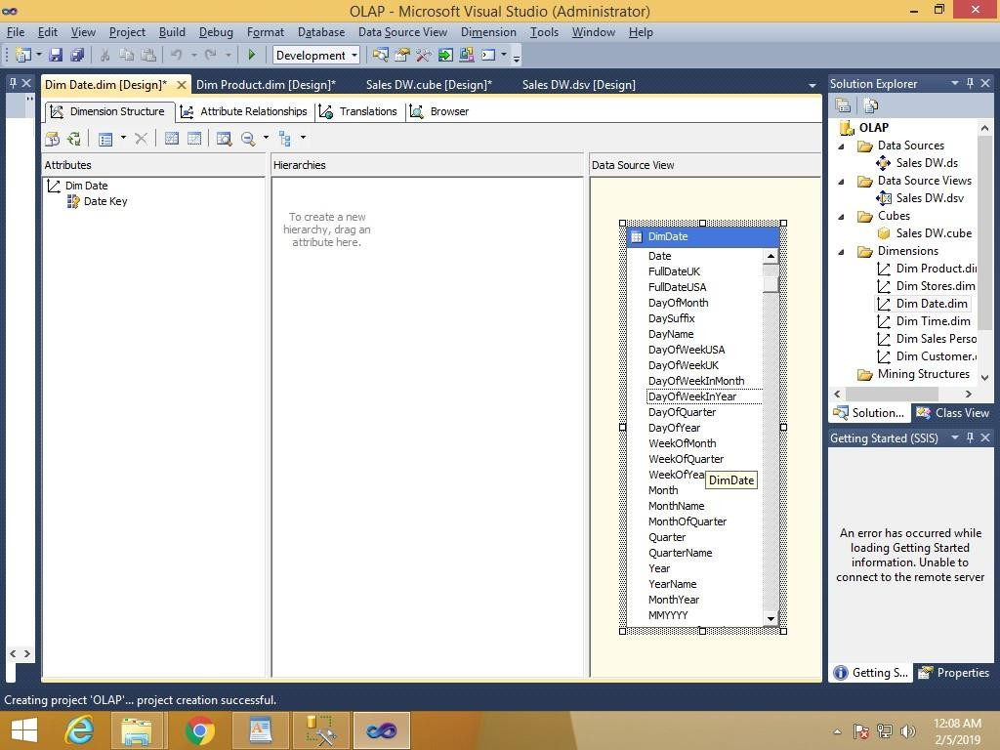 OLAP - Microsoft Visual Studio (Administrator)
File Edit View Project Build Debug Format Database Data Source View Dimension Tools Window Help
Development
Dim Date.dim [Design]* Dim Product.dim [Design]* Sales DW.cube [Design]* Sales DW.dsv [Design]
Dimension Structure Attribute Relationships Translations Browser
Attributes
Dim Date
Date Key
Hierarchies
To create a new
hierarchy, drag an
attribute here.
Data Source View
DimDate
Date
FullDateUK
FullDateUSA
DayOfMonth
DaySuffix
DayName
DayOfWeekUSA
DayOfWeekUK
DayOfWeekInMonth
DayOfWeekInYear
DayOfQuarter
DayOfYear
WeekOfMonth
WeekOfQuarter
WeekOfYea
DimDate
Month
MonthName
MonthOfQuarter
Quarter
QuarterName
Year
YearName
MonthYear
MMYYYY
Solution Explorer
OLAP
Data Sources
Sales DW.ds
Data Source Views
Sales DW.dsv
Cubes
Sales DW.cube
Dimensions
Dim Product.di
Dim Stores.dim
Dim Date.dim
Dim Time.dim
Dim Sales Perso
Dim Customer.
Mining Structures
Solution... Class View
Getting Started (SSIS)
An error has occurred while
loading Getting Started
information. Unable to
connect to the remote server
Getting S... Properties
Creating project 'OLAP'... project creation successful.
12:08 AM
2/5/2019